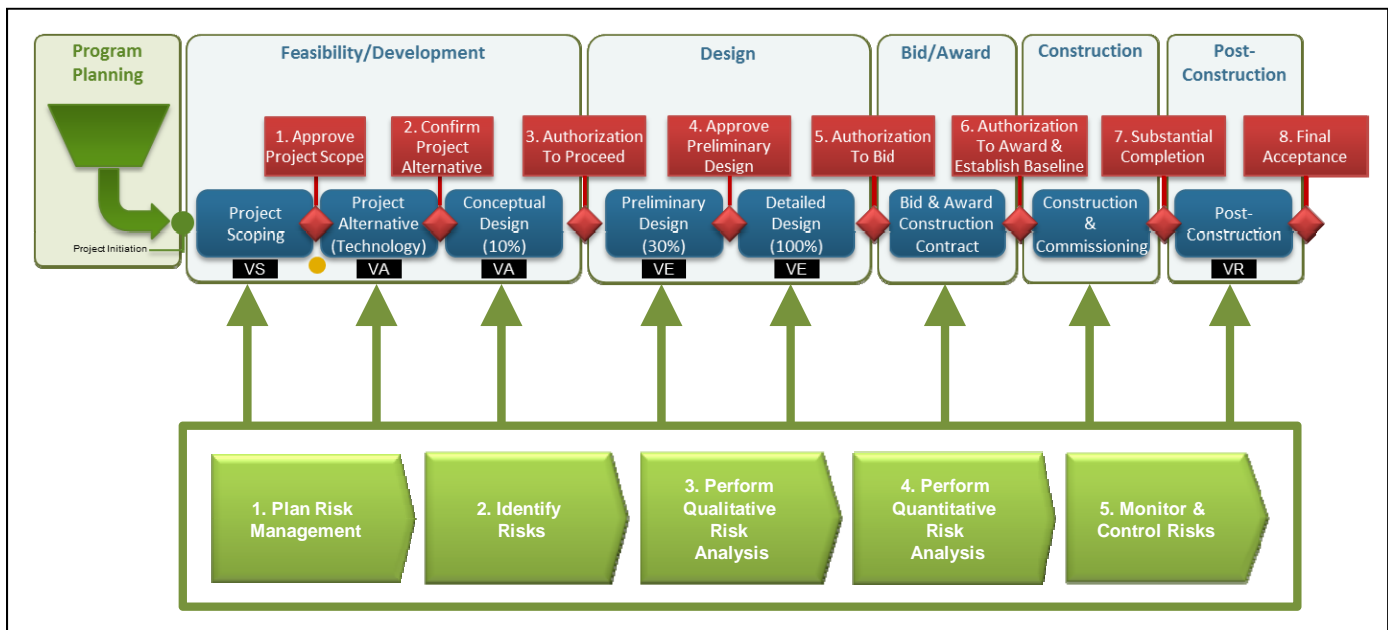 Program
Planning
Feasibility/Development
Design
Bid/Award
Construction
Post-
Construction
1. Approve
Project Scope
2. Confirm
Project
Alternative
3. Authorization
To Proceed
4. Approve
Preliminary
Design
5. Authorization
To Bid
6. Authorization
To Award &
Establish Baseline
7. Substantial
Completion
8. Final
Acceptance
Project Initiation
Project
Scoping
Project
Alternative
(Technology)
Conceptual
Design
(10%)
Preliminary
Design
(30%)
Detailed
Design
(100%)
Bid & Award
Construction
Contract
Construction
&
Commissioning
Post-
Construction
VS
VA
VA
VE
VE
VR
1. Plan Risk
Management
2. Identify
Risks
3. Perform
Qualitative
Risk
Analysis
4. Perform
Quantitative
Risk
Analysis
5. Monitor &
Control Risks